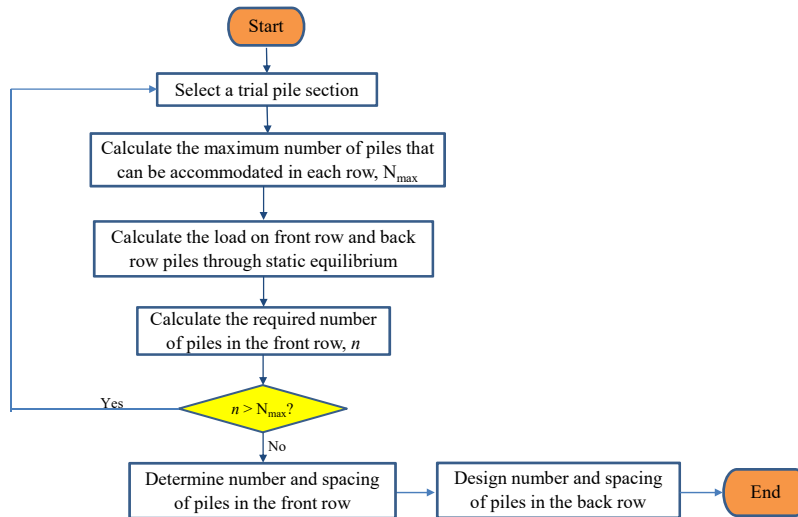 Start
Select a trial pile section
Calculate the maximum number of piles that
can be accommodated in each row, Nmax
Calculate the load on front row and back
row piles through static equilibrium
Calculate the required number
of piles in the front row, n
Yes
n > Nmax?
No
Determine number and spacing
of piles in the front row
Design number and spacing
of piles in the back row
End